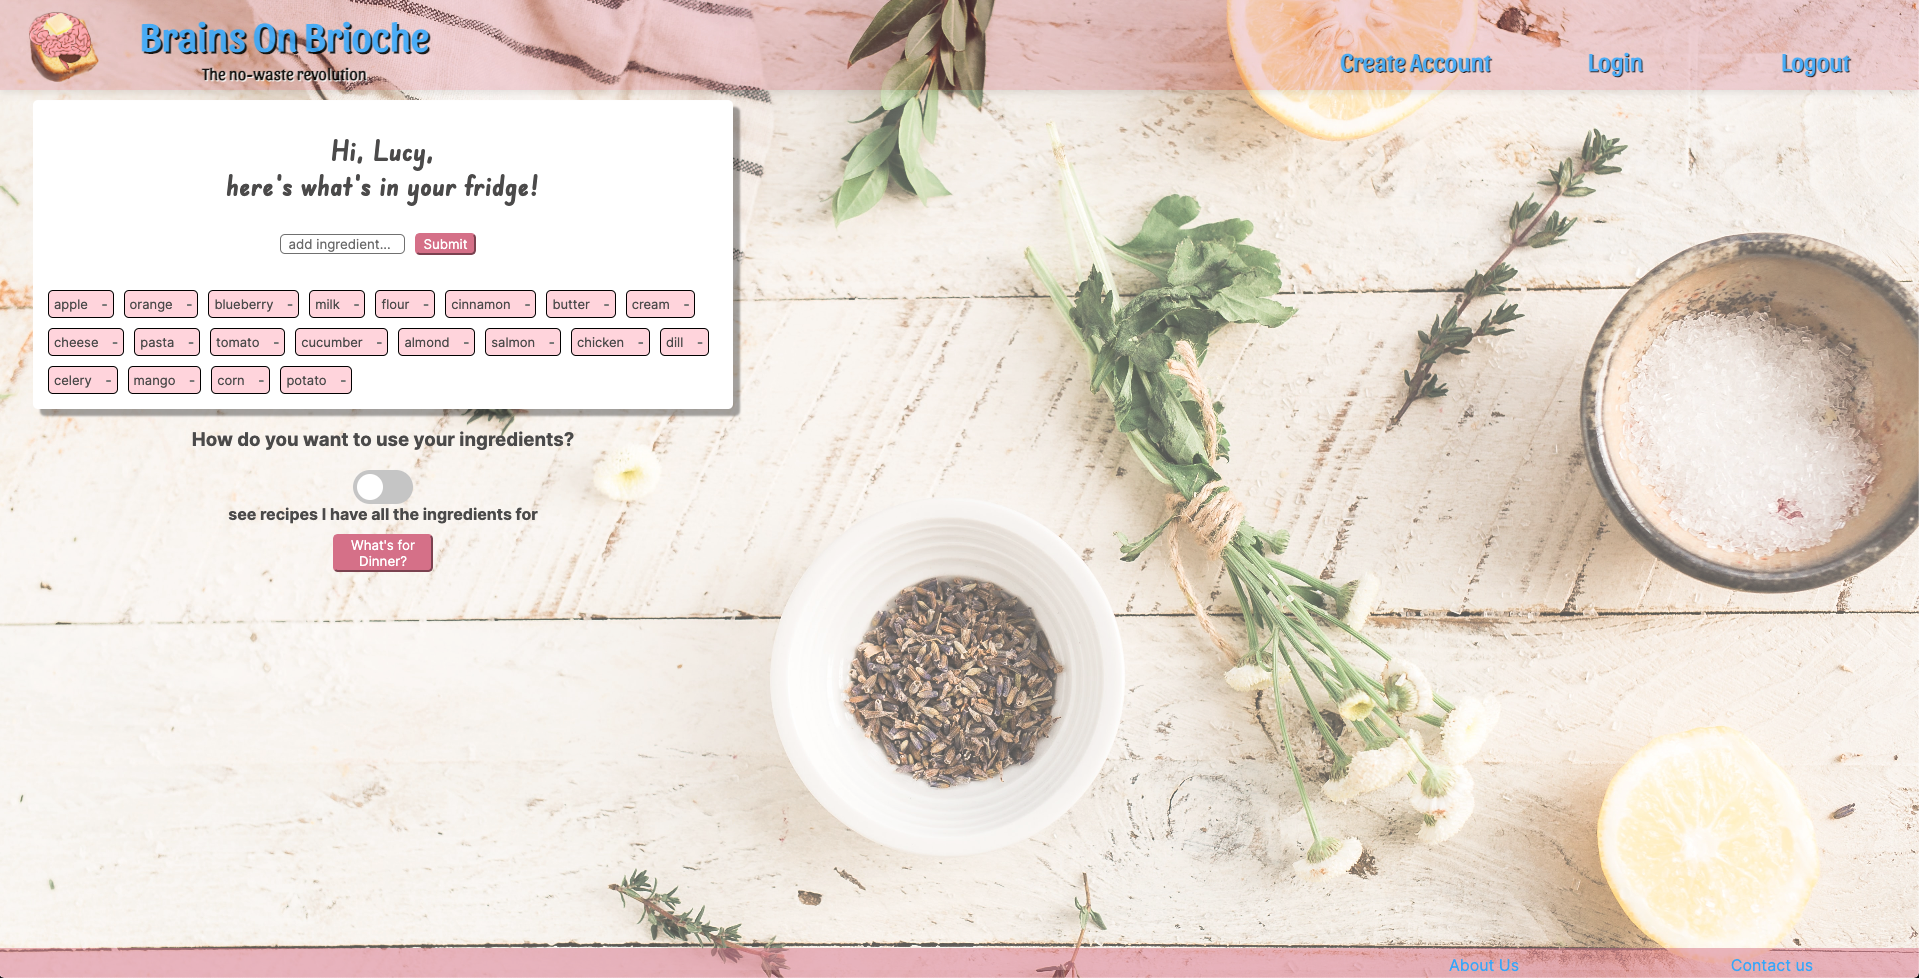 Brains On Brioche
The no-waste revolution
Create Account
Login
Logout
Hi, Lucy,
here's what's in your fridge!
add ingredient...
Submit
apple - orange - blueberry - milk - flour - cinnamon - butter - cream -
cheese - pasta - tomato - cucumber - almond - salmon - chicken - dill -
celery - mango - corn - potato -
How do you want to use your ingredients?
see recipes I have all the ingredients for
What's for
Dinner?
About Us
Contact us